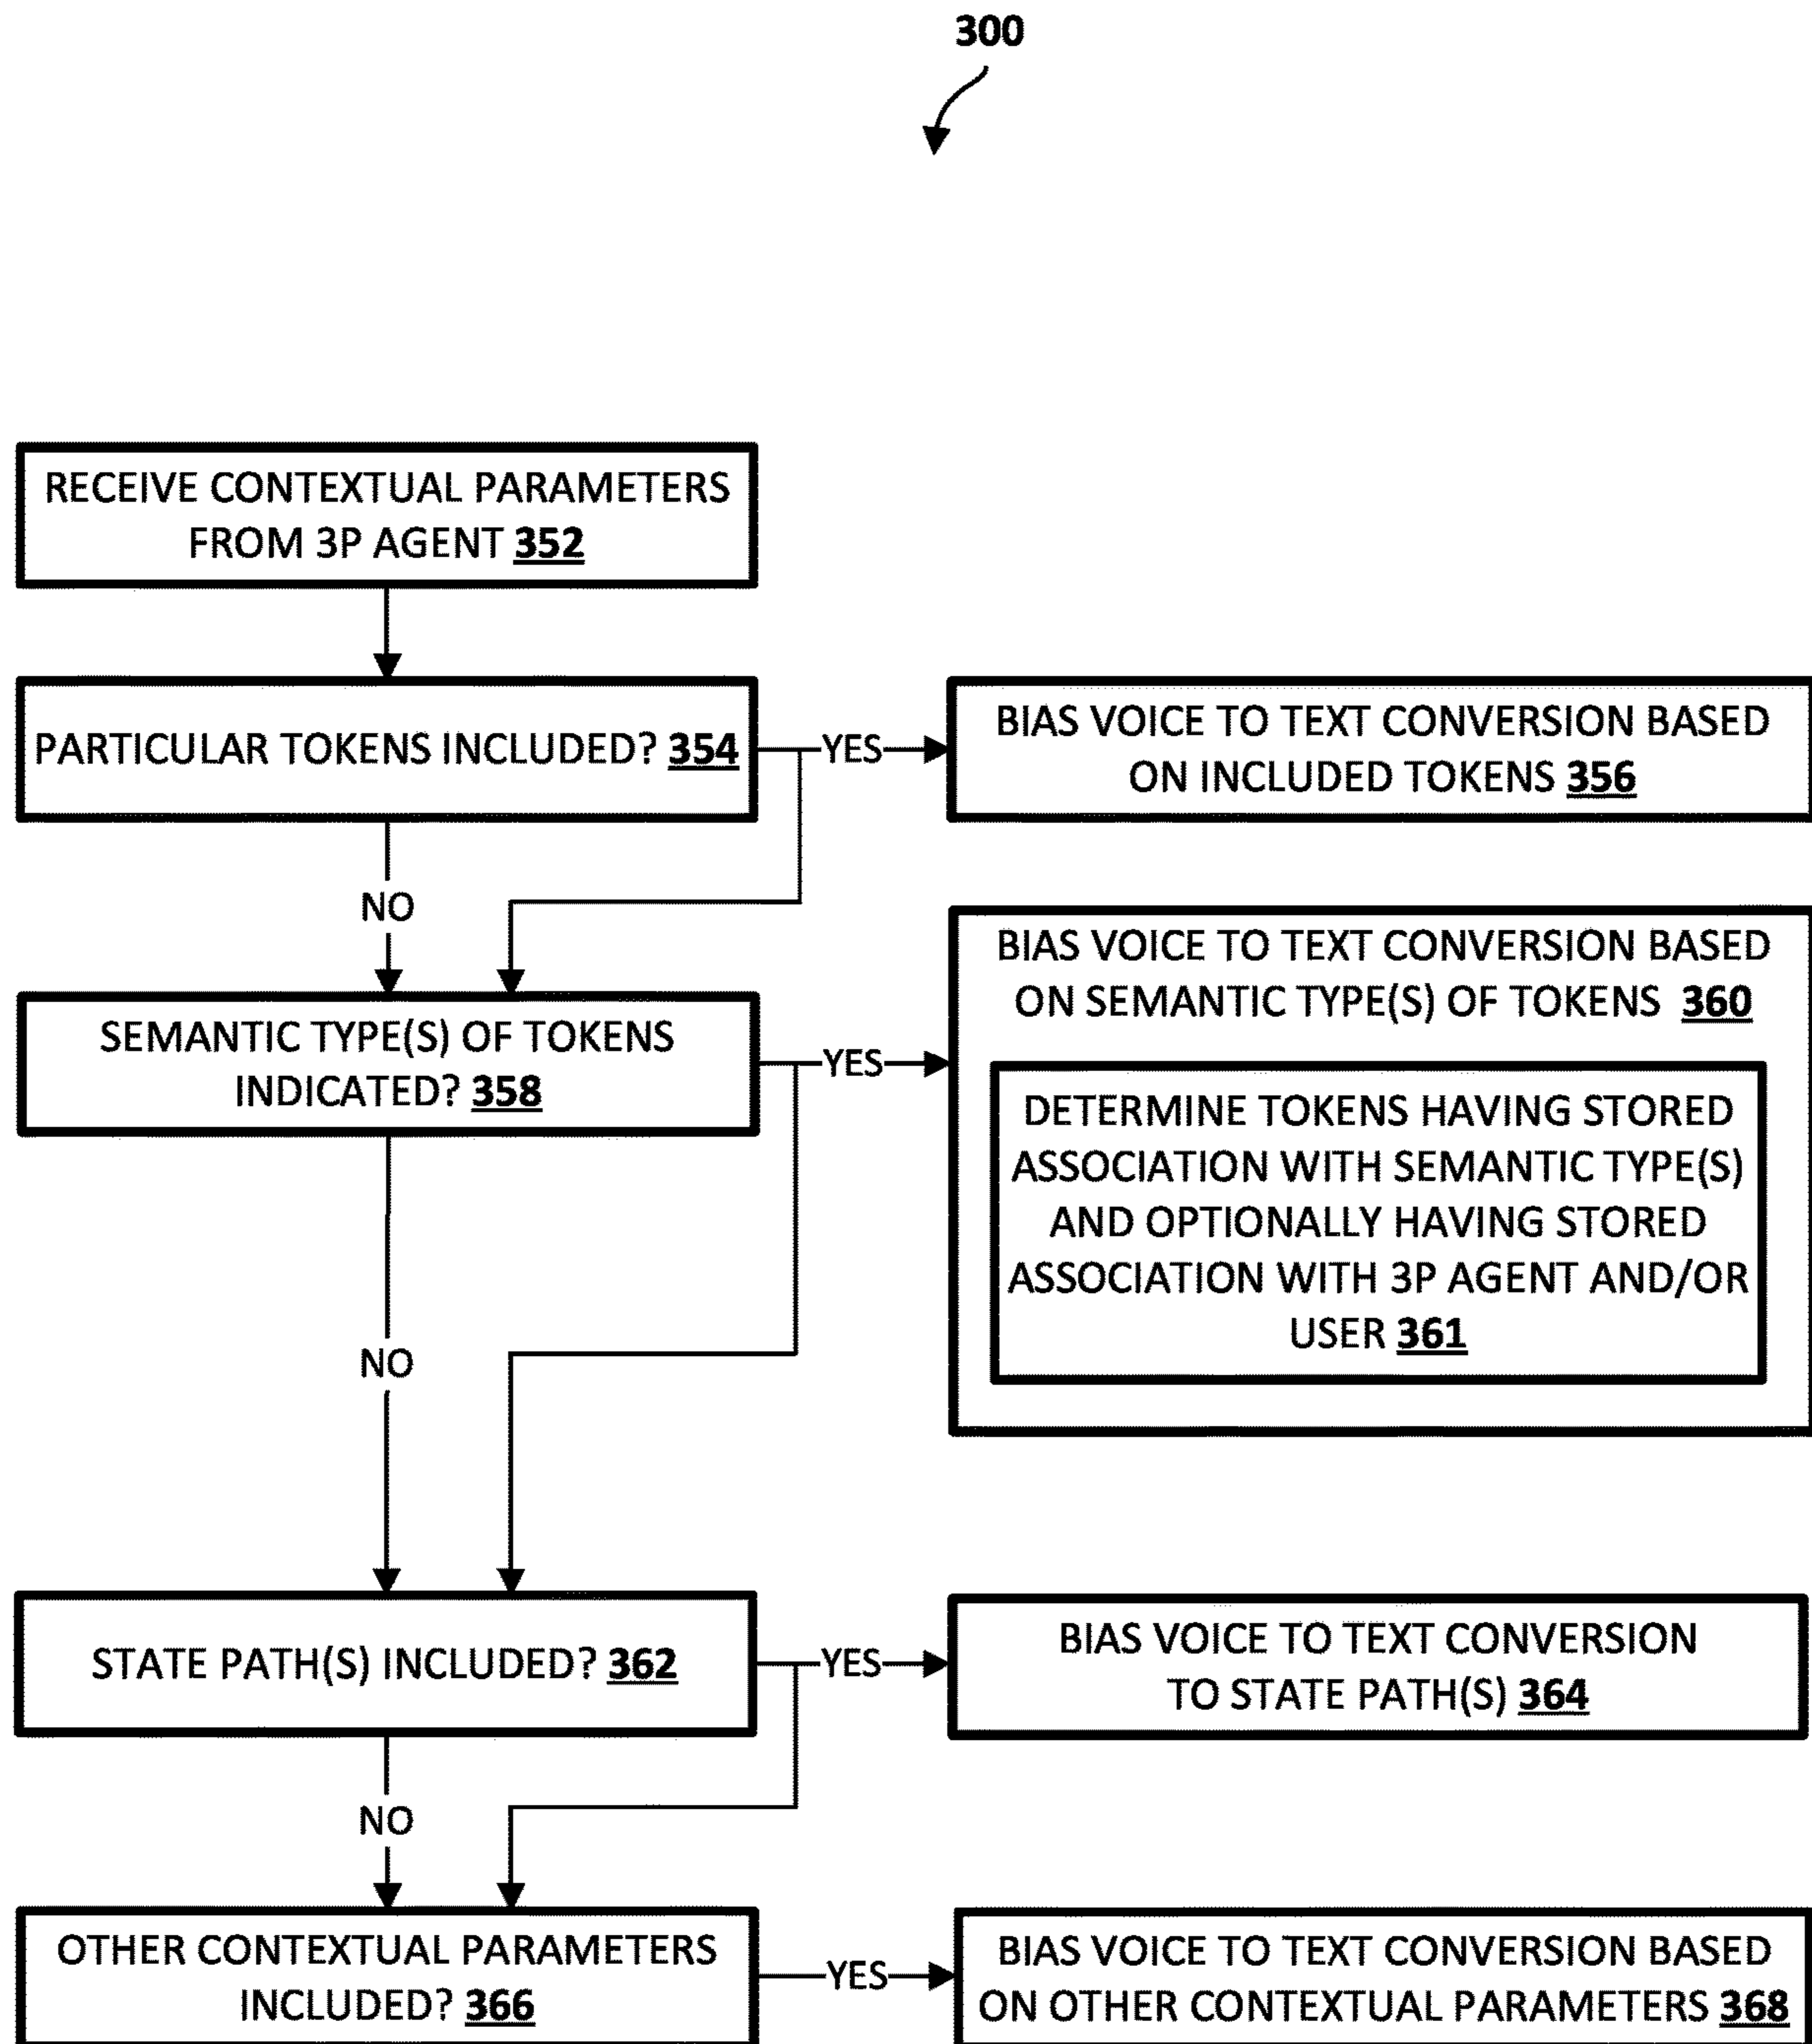 300
RECEIVE CONTEXTUAL PARAMETERS
FROM 3P AGENT 352
PARTICULAR TOKENS INCLUDED? 354
YES
BIAS VOICE TO TEXT CONVERSION BASED
ON INCLUDED TOKENS 356
NO
SEMANTIC TYPE(S) OF TOKENS
INDICATED? 358
YES
BIAS VOICE TO TEXT CONVERSION BASED
ON SEMANTIC TYPE(S) OF TOKENS 360
DETERMINE TOKENS HAVING STORED
ASSOCIATION WITH SEMANTIC TYPE(S)
AND OPTIONALLY HAVING STORED
ASSOCIATION WITH 3P AGENT AND/OR
USER 361
NO
STATE PATH(S) INCLUDED? 362
YES
BIAS VOICE TO TEXT CONVERSION
TO STATE PATH(S) 364
NO
OTHER CONTEXTUAL PARAMETERS
INCLUDED? 366
YES
BIAS VOICE TO TEXT CONVERSION BASED
ON OTHER CONTEXTUAL PARAMETERS 368